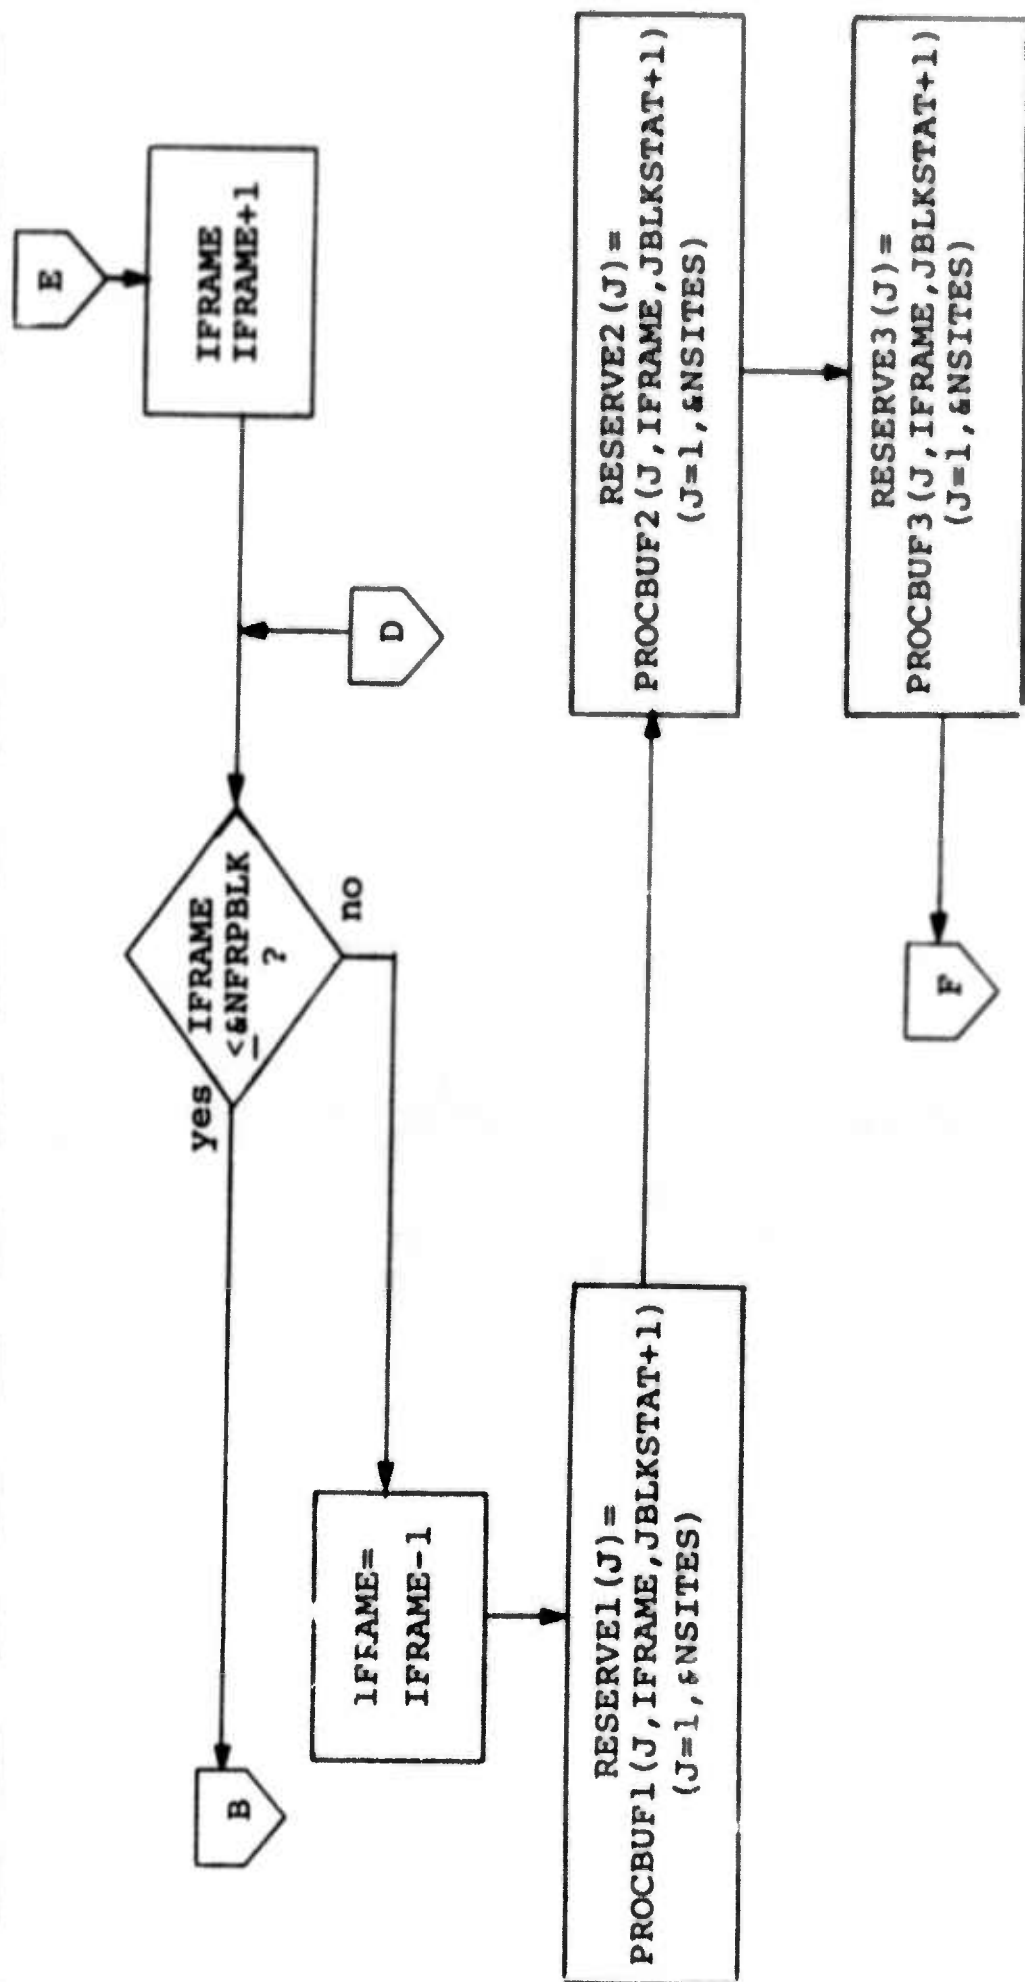 E
IFRAME
IFRAME+1
D
IFRAME
<&NFRPBLK
?
yes
no
B
IFRAME=
IFRAME-1
RESERVE1(J)=
PROCBUF1(J,IFRAME,JBLKSTAT+1)
(J=1,&NSITES)
RESERVE2(J)=
PROCBUF2(J,IFRAME,JBLKSTAT+1)
(J=1,&NSITES)
RESERVE3(J)=
PROCBUF3(J,IFRAME,JBLKSTAT+1)
(J=1,&NSITES)
F